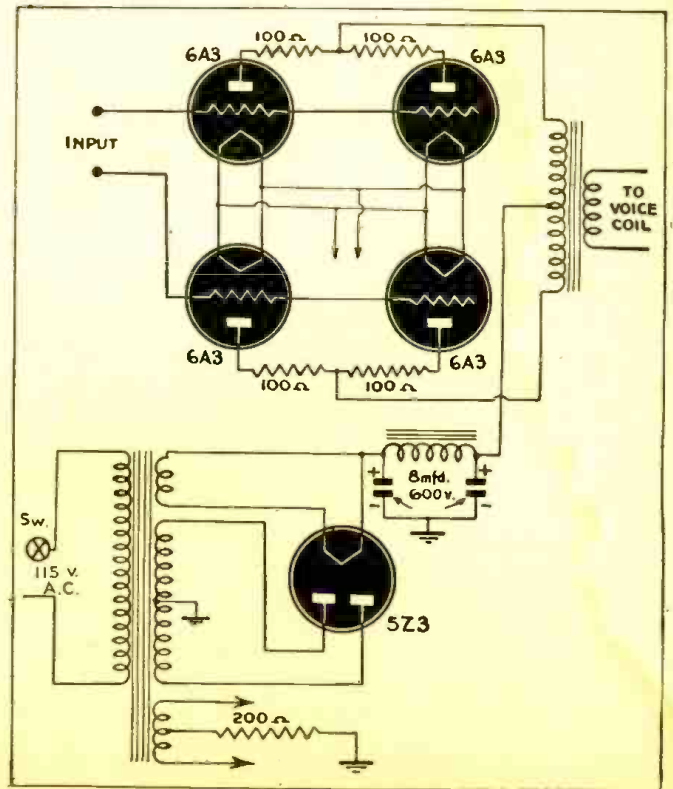 100Ω 100Ω
6A3 6A3
INPUT
TO
VOICE
COIL
6A3 6A3
100Ω 100Ω
+ 8mfd. +
- 600v. -
Sw.
115 v.
A.C.
5Z3
200Ω